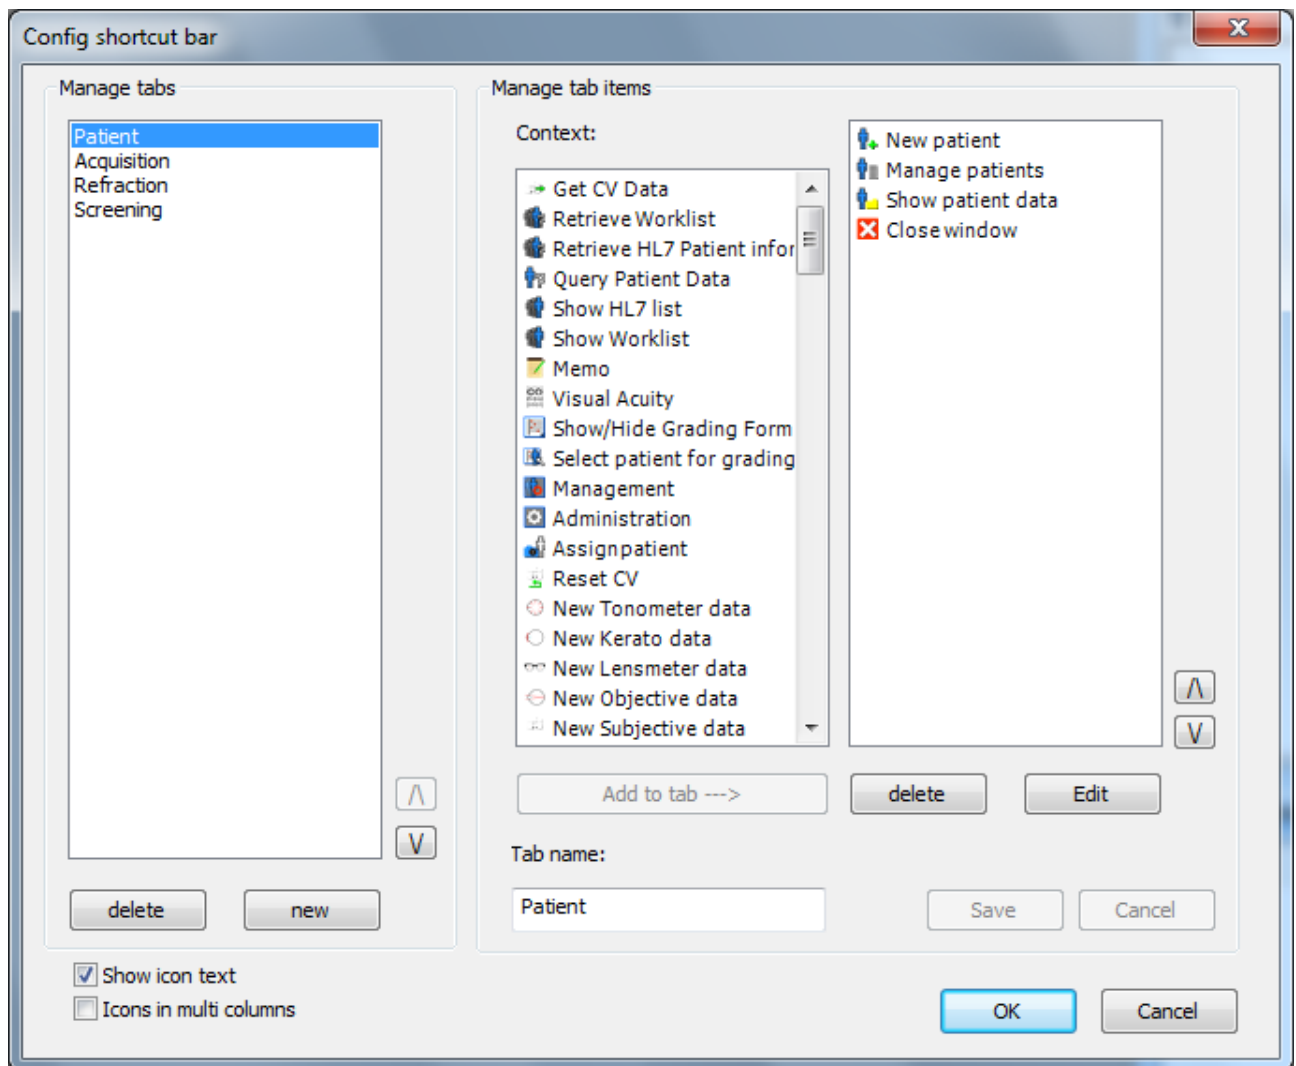 Config shortcut bar
Manage tabs
Patient
Acquisition
Refraction
Screening
/\
\/
delete
new
Manage tab items
Context:
Get CV Data
Retrieve Worklist
Retrieve HL7 Patient infor
Query Patient Data
Show HL7 list
Show Worklist
Memo
Visual Acuity
Show/Hide Grading Form
Select patient for grading
Management
Administration
Assign patient
Reset CV
New Tonometer data
New Kerato data
New Lensmeter data
New Objective data
New Subjective data
New patient
Manage patients
Show patient data
Close window
/\
\/
Add to tab --->
delete
Edit
Tab name:
Patient
Save
Cancel
Show icon text
Icons in multi columns
OK
Cancel